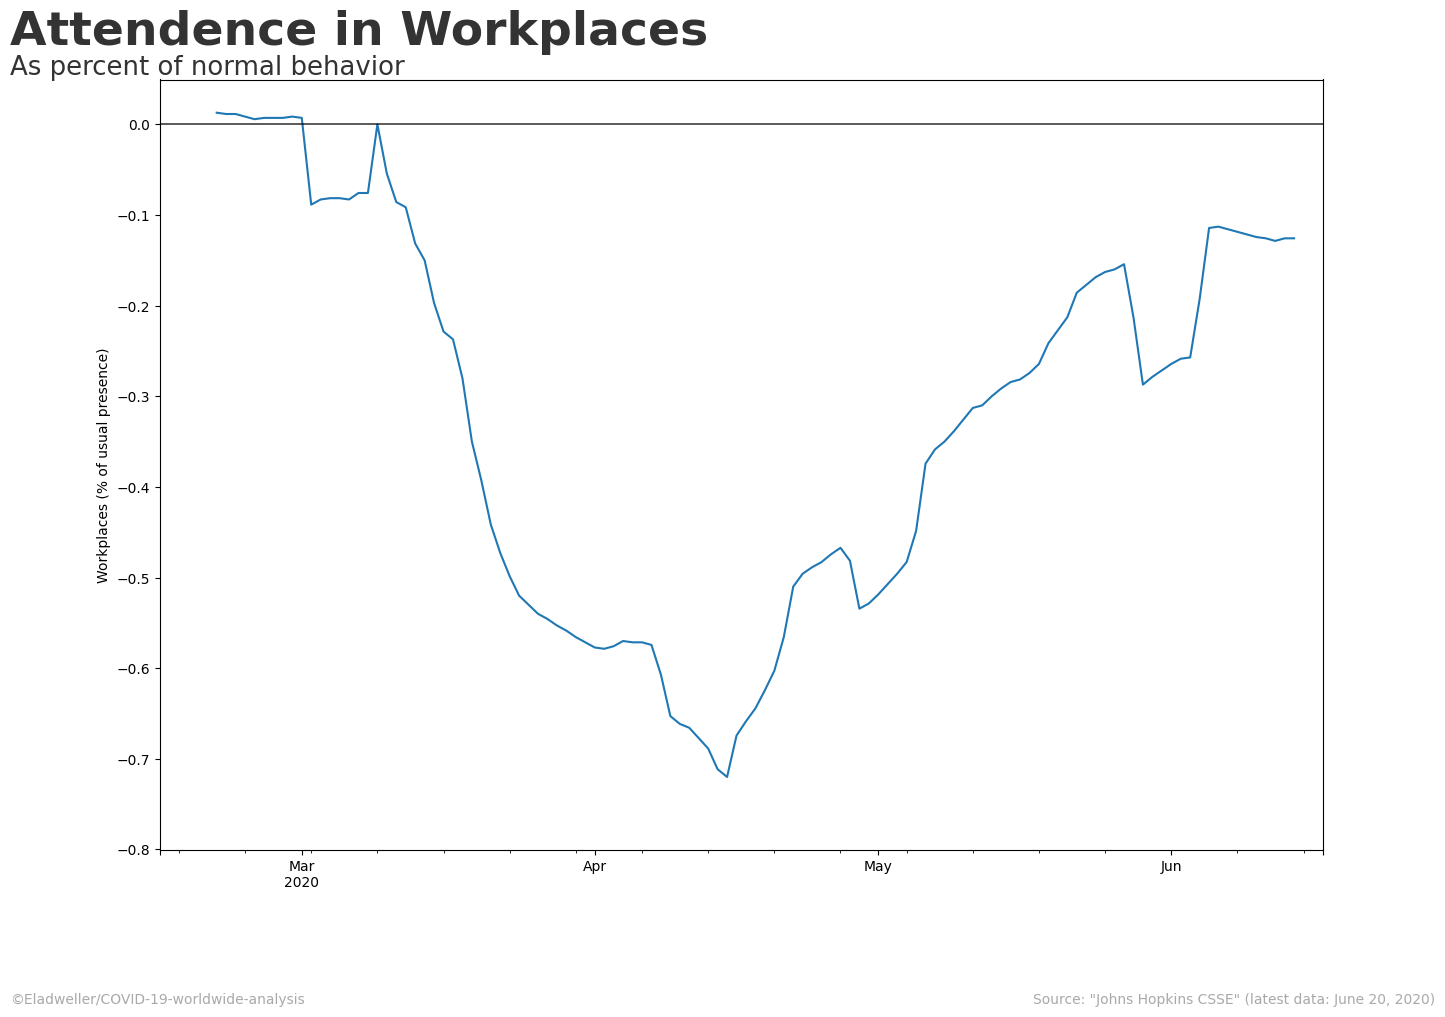 Attendence in Workplaces
As percent of normal behavior
Workplaces (% of usual presence)
0.0
−0.1
−0.2
−0.3
−0.4
−0.5
−0.6
−0.7
−0.8
Mar
2020
Apr
May
Jun
©Eladweller/COVID-19-worldwide-analysis
Source: "Johns Hopkins CSSE" (latest data: June 20, 2020)